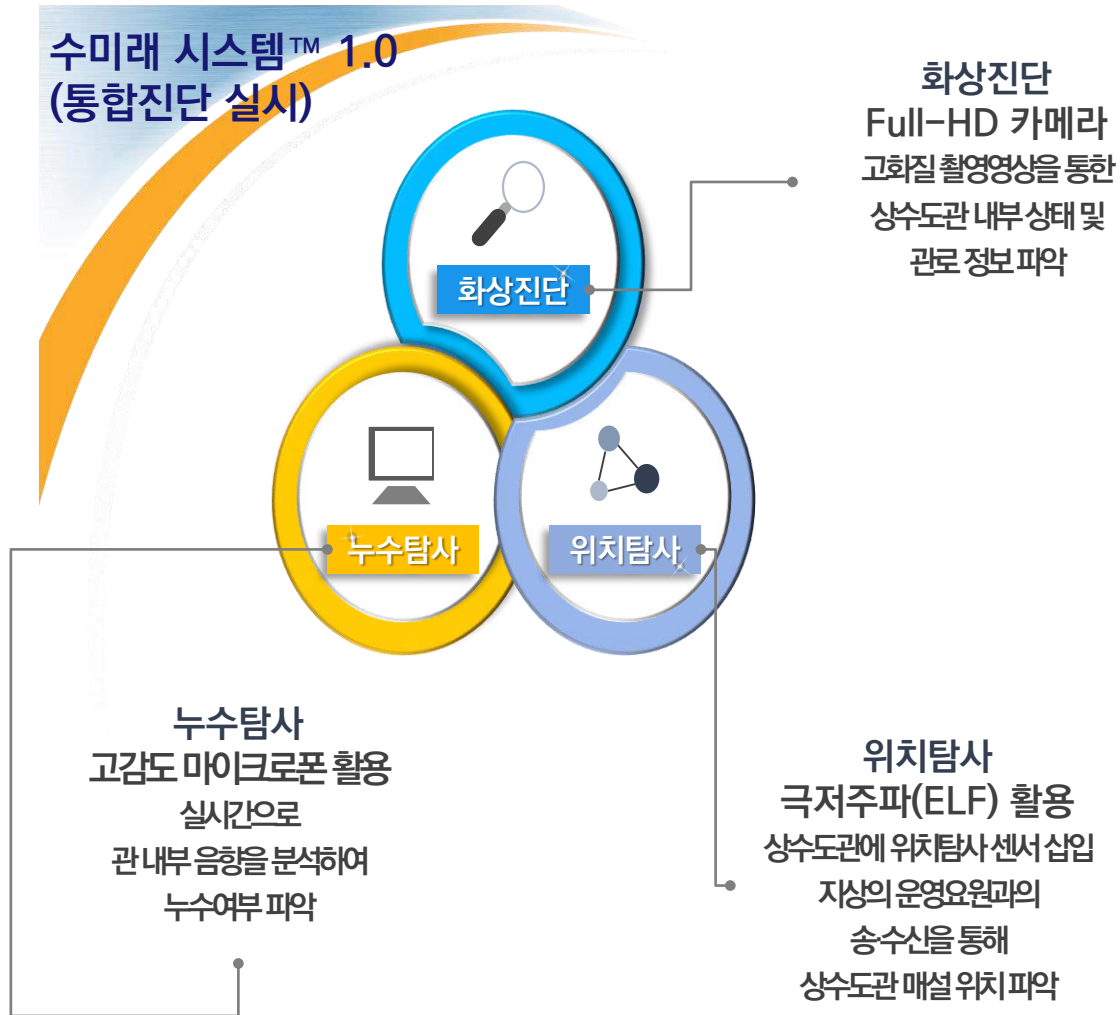 수미래 시스템™ 1.0
(통합진단 실시)
화상진단
Full-HD 카메라
고화질 촬영영상을 통한
상수도관 내부 상태 및
관로 정보 파악
화상진단
누수탐사
위치탐사
누수탐사
고감도 마이크로폰 활용
실시간으로
관 내부 음향을 분석하여
누수여부 파악
위치탐사
극저주파(ELF) 활용
상수도관에 위치탐사 센서 삽입
지상의 운영요원과의
송·수신을 통해
상수도관 매설 위치 파악